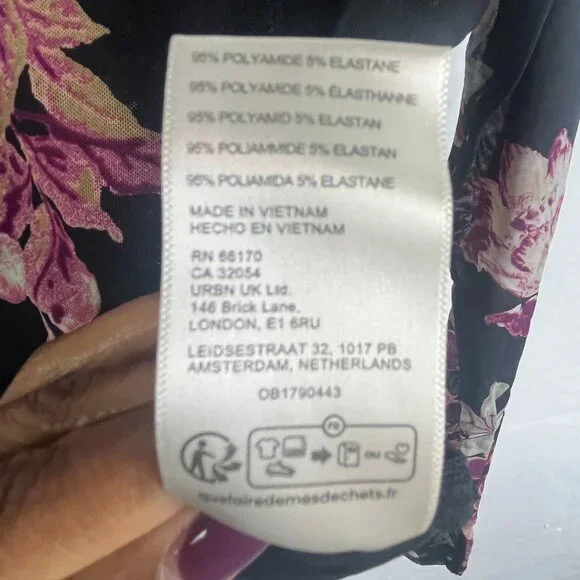 95% POLYAMIDE 5% ELASTANE
95% POLYAMIDE 5% ÉLASTHANNE
95% POLYAMID 5% ELASTAN
95% POLIAMMIDE 5% ELASTAN
95% POLIAMIDA 5% ELASTANE
MADE IN VIETNAM
HECHO EN VIETNAM
RN 66170
CA 32054
URBN UK Ltd.
146 Brick Lane,
LONDON, E1 6RU
LEIDSESTRAAT 32, 1017 PB
AMSTERDAM, NETHERLANDS
OB1790443
FR
OU
quefairedemesdechets.fr